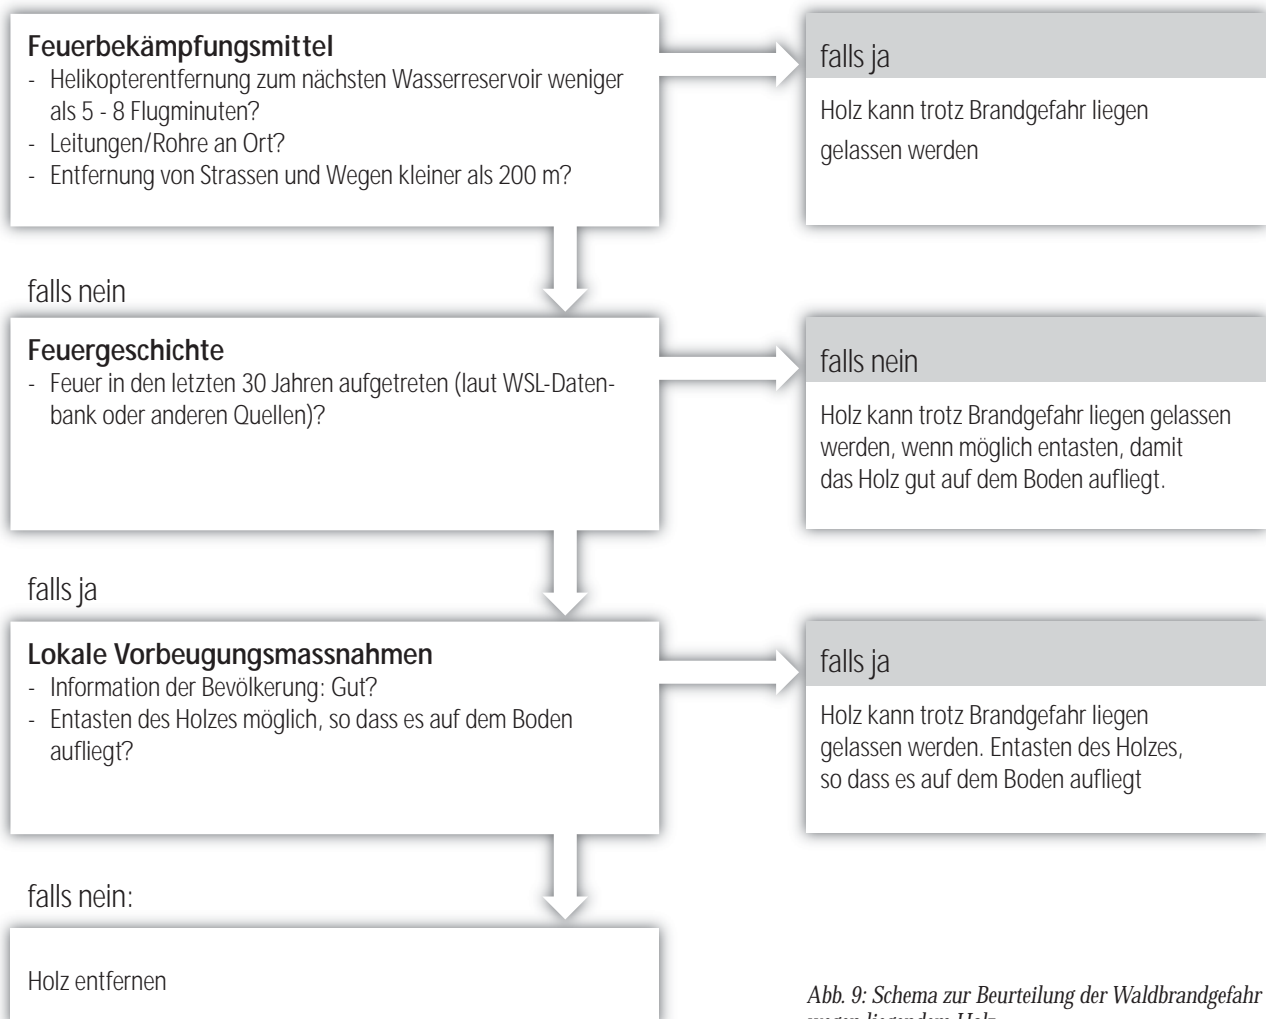 Feuerbekämpfungsmittel
- Helikopterentfernung zum nächsten Wasserreservoir weniger
als 5 - 8 Flugminuten?
- Leitungen/Rohre an Ort?
- Entfernung von Strassen und Wegen kleiner als 200 m?
falls ja
Holz kann trotz Brandgefahr liegen
gelassen werden
falls nein
Feuergeschichte
- Feuer in den letzten 30 Jahren aufgetreten (laut WSL-Daten-
bank oder anderen Quellen)?
falls nein
Holz kann trotz Brandgefahr liegen gelassen
werden, wenn möglich entasten, damit
das Holz gut auf dem Boden aufliegt.
falls ja
Lokale Vorbeugungsmassnahmen
- Information der Bevölkerung: Gut?
- Entasten des Holzes möglich, so dass es auf dem Boden
aufliegt?
falls ja
Holz kann trotz Brandgefahr liegen
gelassen werden. Entasten des Holzes,
so dass es auf dem Boden aufliegt
falls nein:
Holz entfernen
Abb. 9: Schema zur Beurteilung der Waldbrandgefahr
wegen liegendem Holz